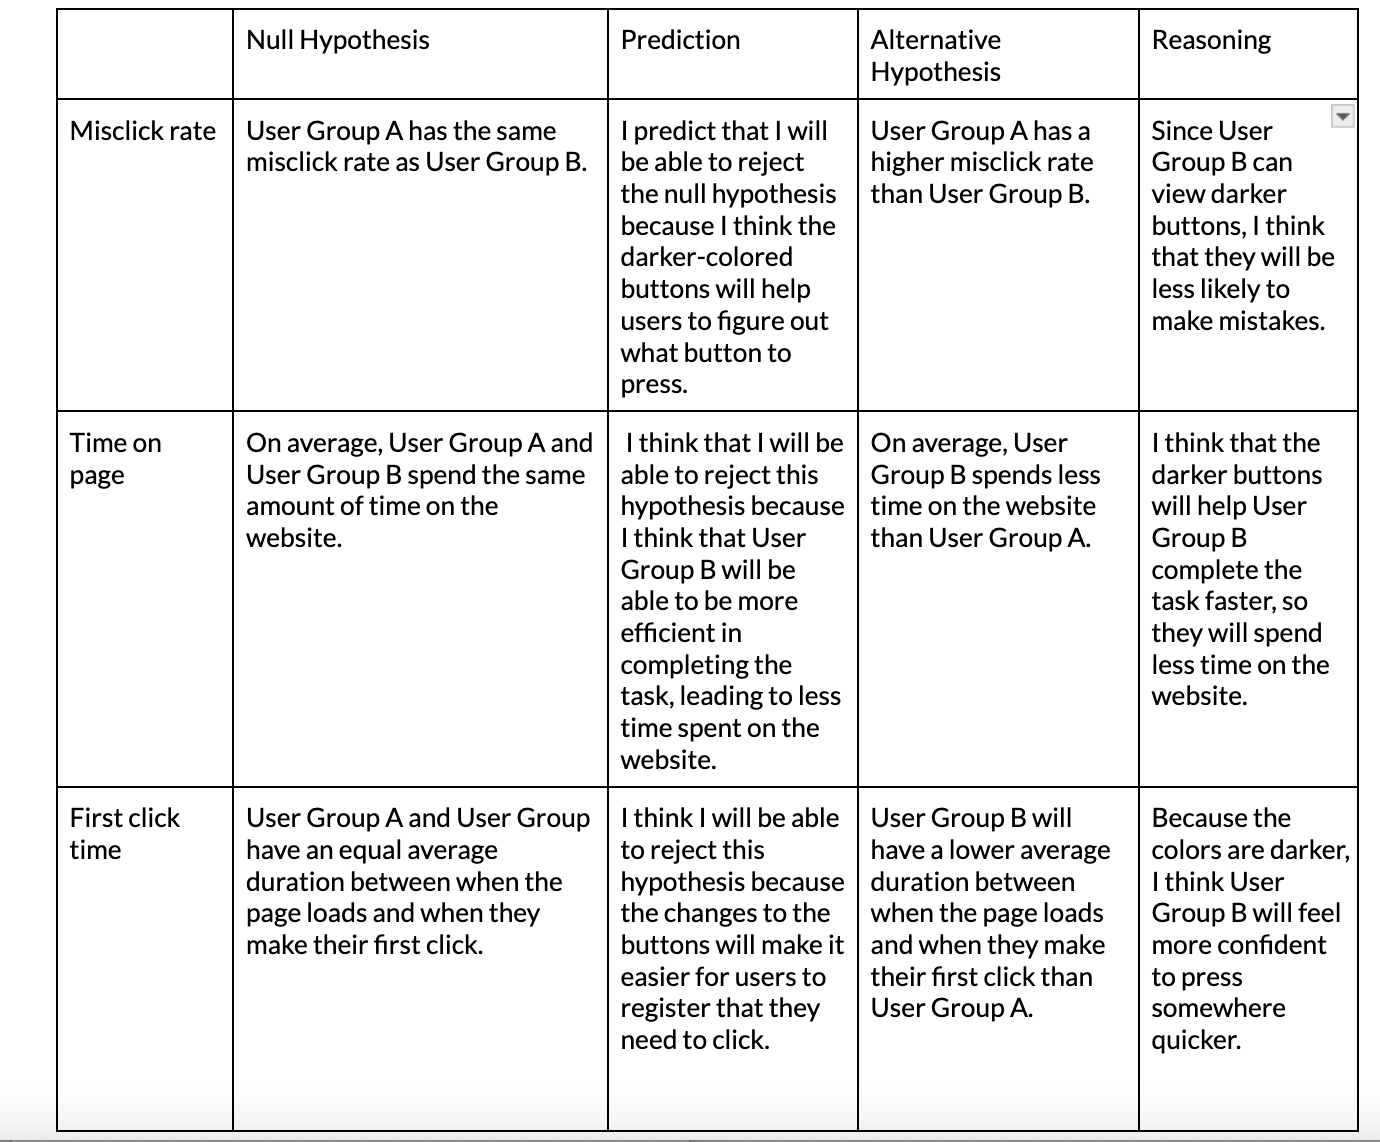 Null Hypothesis
Prediction
Alternative
Hypothesis
Reasoning
Misclick rate
User Group A has the same
misclick rate as User Group B.
I predict that I will
be able to reject
the null hypothesis
because I think the
darker-colored
buttons will help
users to figure out
what button to
press.
User Group A has a
higher misclick rate
than User Group B.
Since User
Group B can
view darker
buttons, I think
that they will be
less likely to
make mistakes.
Time on
page
On average, User Group A and
User Group B spend the same
amount of time on the
website.
I think that I will be
able to reject this
hypothesis because
I think that User
Group B will be
able to be more
efficient in
completing the
task, leading to less
time spent on the
website.
On average, User
Group B spends less
time on the website
than User Group A.
I think that the
darker buttons
will help User
Group B
complete the
task faster, so
they will spend
less time on the
website.
First click
time
User Group A and User Group
have an equal average
duration between when the
page loads and when they
make their first click.
I think I will be able
to reject this
hypothesis because
the changes to the
buttons will make it
easier for users to
register that they
need to click.
User Group B will
have a lower average
duration between
when the page loads
and when they make
their first click than
User Group A.
Because the
colors are darker,
I think User
Group B will feel
more confident
to press
somewhere
quicker.